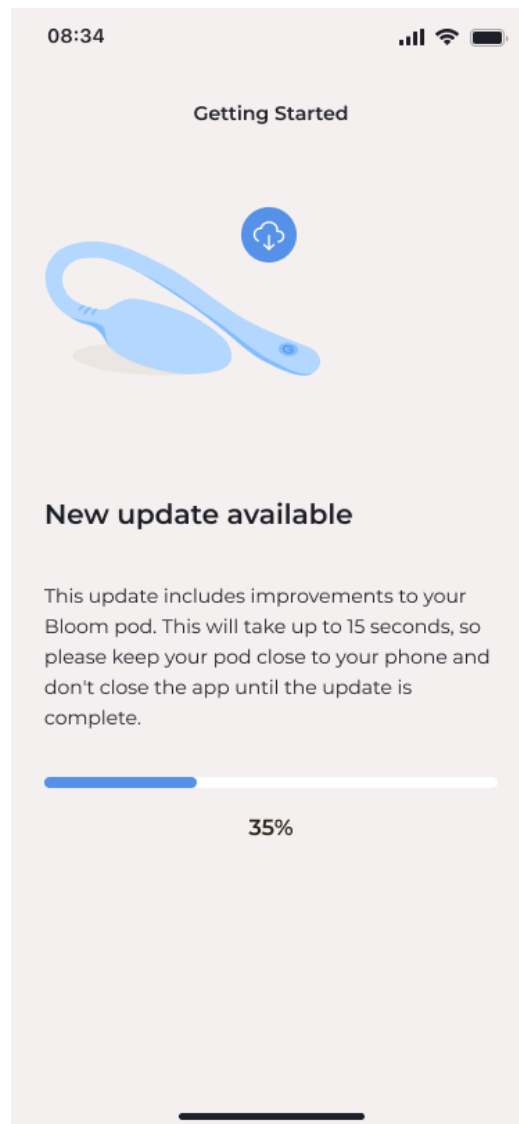 08:34
Getting Started
New update available
This update includes improvements to your
Bloom pod. This will take up to 15 seconds, so
please keep your pod close to your phone and
don't close the app until the update is
complete.
35%